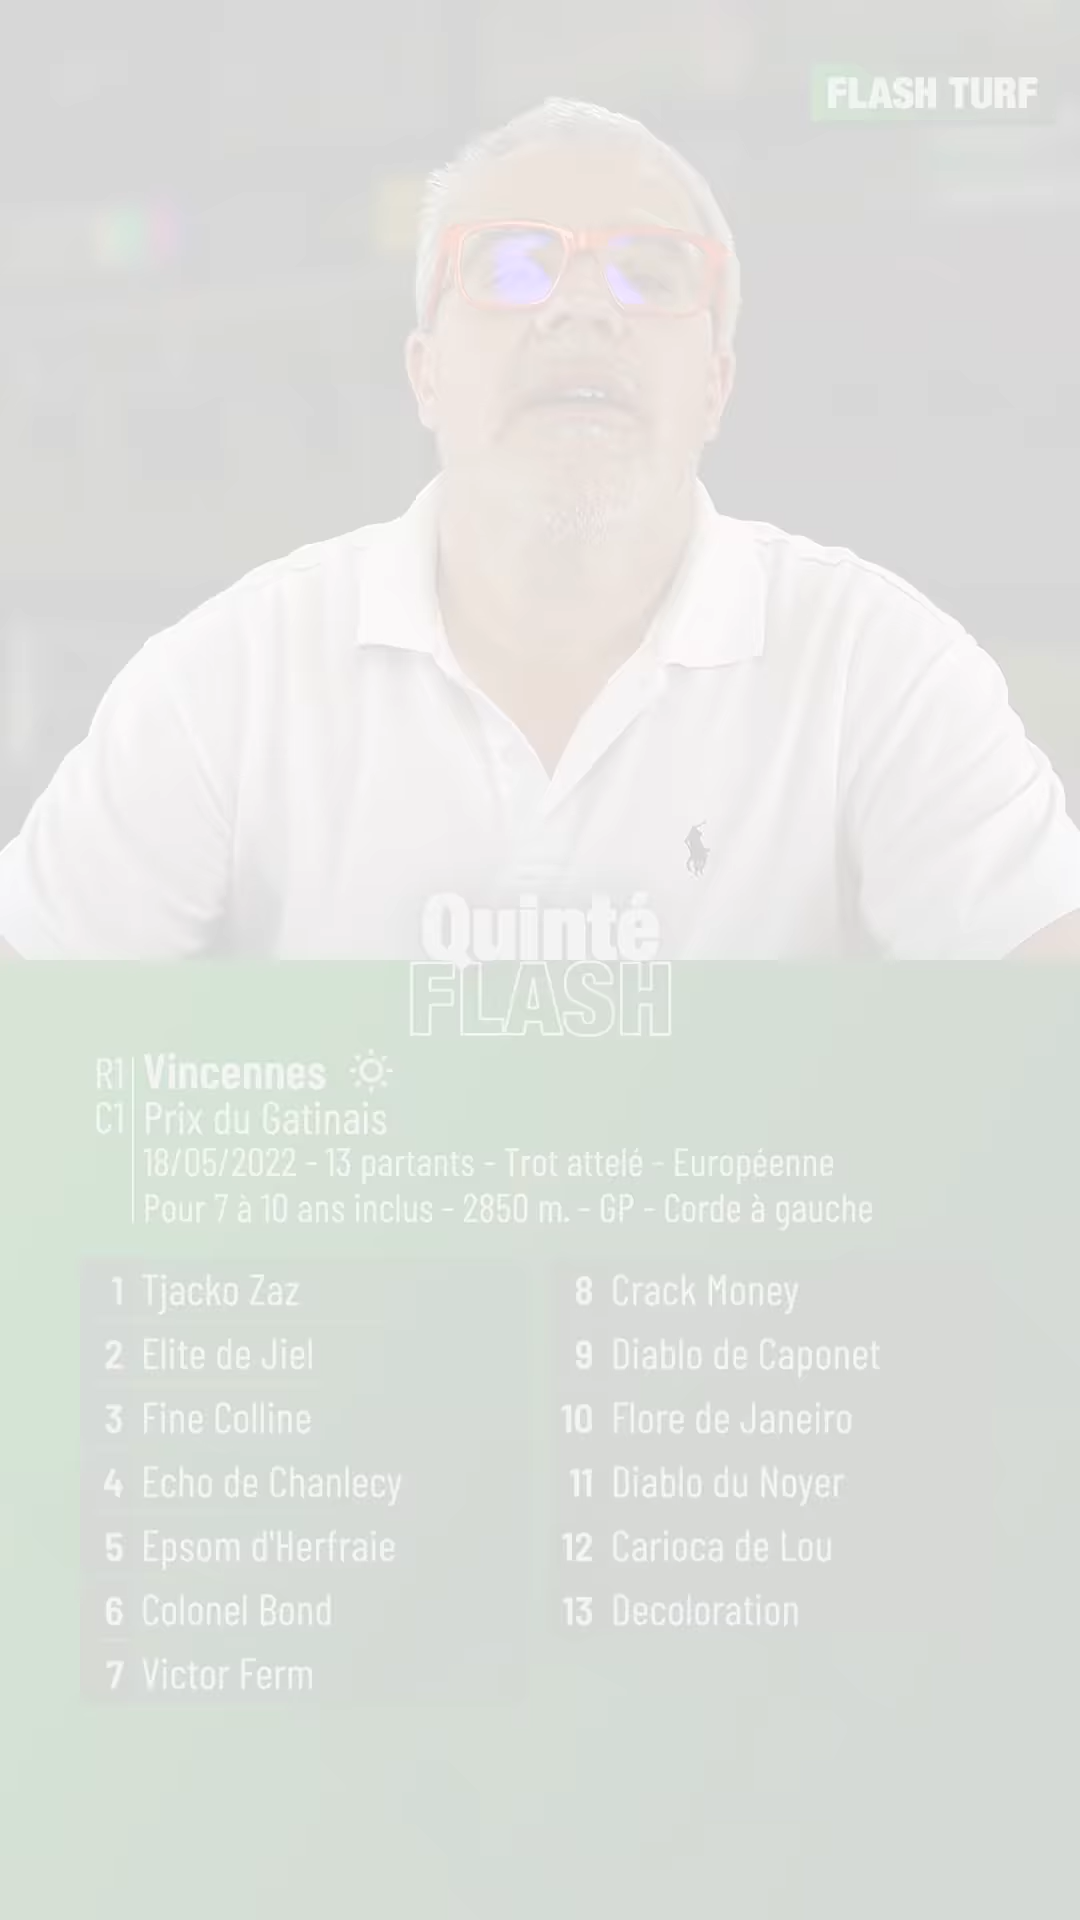 FLASH TURF
Quinté
FLASH
R1 Vincennes
C1 Prix du Gatinais
18/05/2022 - 13 partants - Trot attelé - Européenne
Pour 7 à 10 ans inclus - 2850 m. - GP - Corde à gauche
1 Tjacko Zaz
2 Elite de Jiel
3 Fine Colline
4 Echo de Chanlecy
5 Epsom d'Herfraie
6 Colonel Bond
7 Victor Ferm
8 Crack Money
9 Diablo de Caponet
10 Flore de Janeiro
11 Diablo du Noyer
12 Carioca de Lou
13 Decoloration